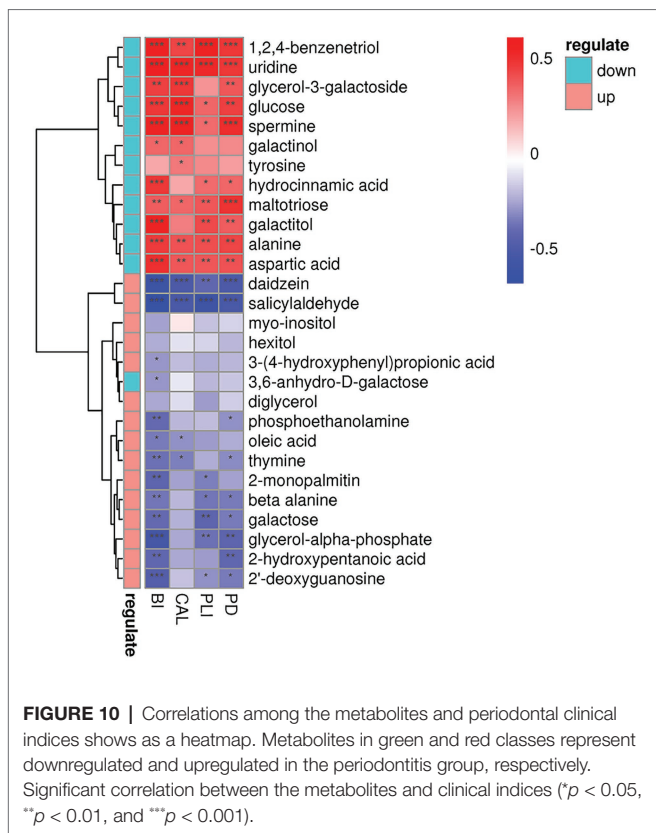 *** ** *** *** 1,2,4-benzenetriol
*** *** *** *** uridine
** *** ** glycerol-3-galactoside
*** *** * ** glucose
*** *** * *** spermine
* * galactinol
* tyrosine
*** * * hydrocinnamic acid
** * ** *** maltotriose
*** ** ** galactitol
*** ** ** ** alanine
*** ** ** ** aspartic acid
*** *** ** *** daidzein
*** *** *** *** salicylaldehyde
myo-inositol
hexitol
* 3-(4-hydroxyphenyl)propionic acid
* 3,6-anhydro-D-galactose
diglycerol
** * phosphoethanolamine
* * oleic acid
** * * thymine
** * 2-monopalmitin
** * * beta alanine
** ** * galactose
*** ** ** glycerol-alpha-phosphate
** ** 2-hydroxypentanoic acid
*** * * 2'-deoxyguanosine
regulate
BI
CAL
PLI
PD
0.5
0
-0.5
regulate
down
up
FIGURE 10 | Correlations among the metabolites and periodontal clinical
indices shows as a heatmap. Metabolites in green and red classes represent
downregulated and upregulated in the periodontitis group, respectively.
Significant correlation between the metabolites and clinical indices (*p < 0.05,
**p < 0.01, and ***p < 0.001).